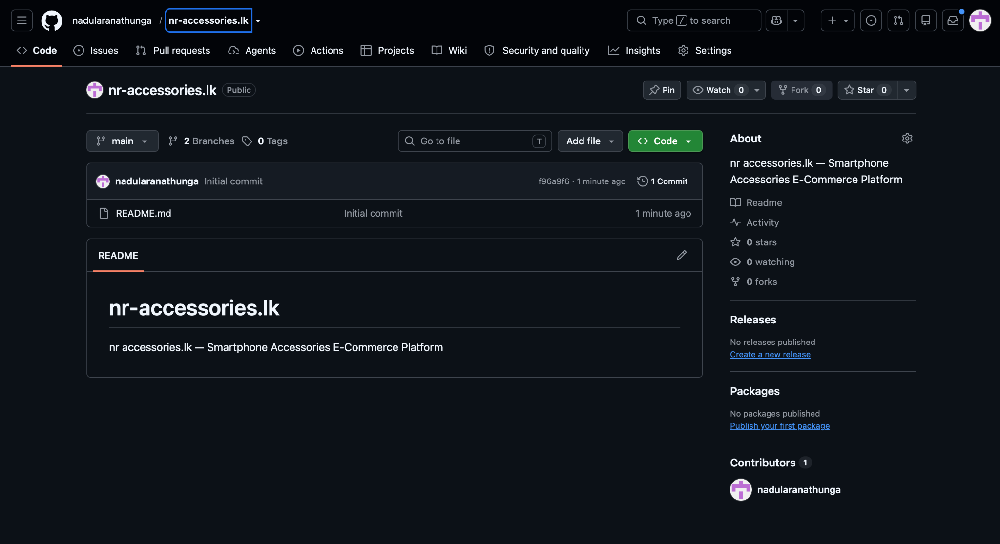 nadularanathunga / nr-accessories.lk
Type / to search
Code Issues Pull requests Agents Actions Projects Wiki Security and quality Insights Settings
nr-accessories.lk Public
Pin Watch 0 Fork 0 Star 0
main 2 Branches 0 Tags Go to file T Add file Code
nadularanathunga Initial commit f96a9f6 · 1 minute ago 1 Commit
README.md Initial commit 1 minute ago
README
nr-accessories.lk
nr accessories.lk — Smartphone Accessories E-Commerce Platform
About
nr accessories.lk — Smartphone
Accessories E-Commerce Platform
Readme
Activity
0 stars
0 watching
0 forks
Releases
No releases published
Create a new release
Packages
No packages published
Publish your first package
Contributors 1
nadularanathunga